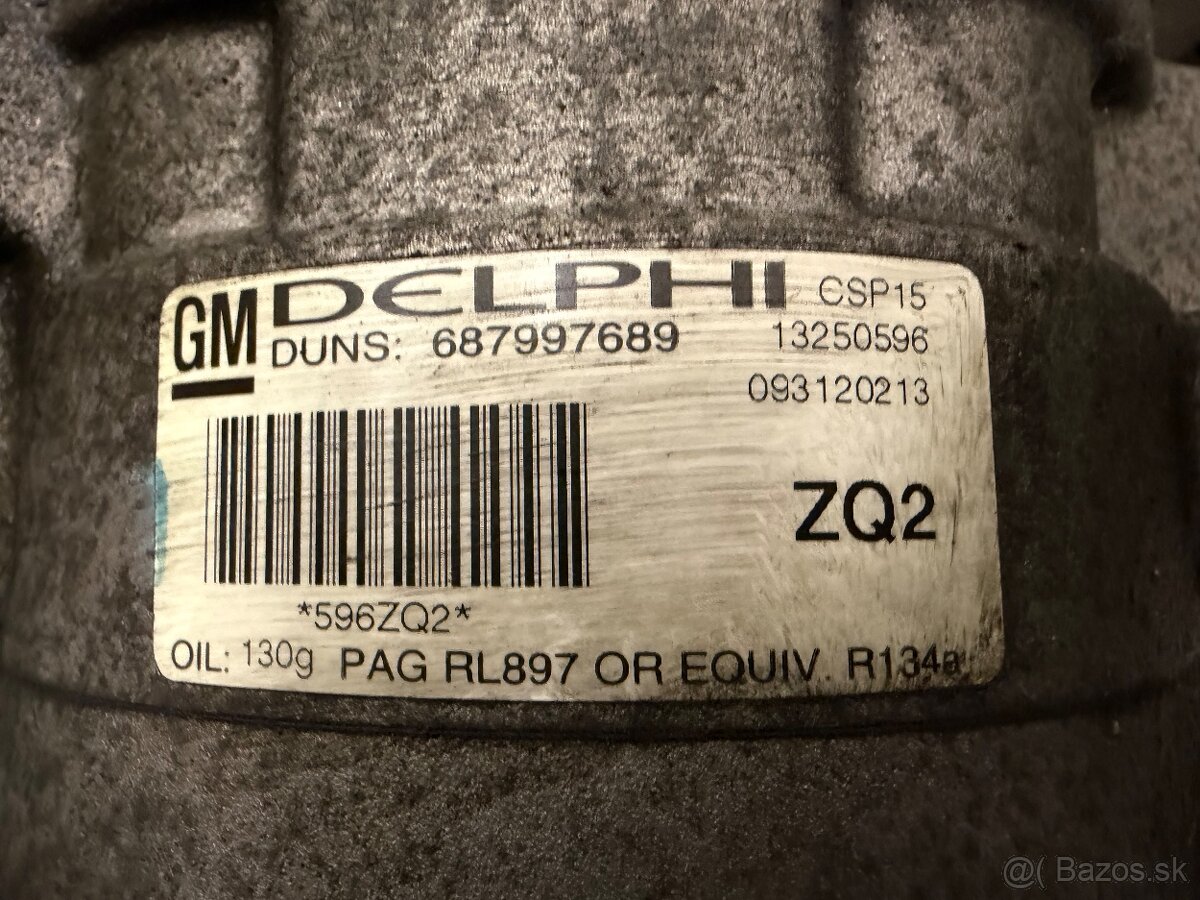 GM DELPHI CSP15
DUNS: 687997689 13250596
093120213
ZQ2
*596ZQ2*
OIL: 130g PAG RL897 OR EQUIV. R134a
@( Bazos.sk